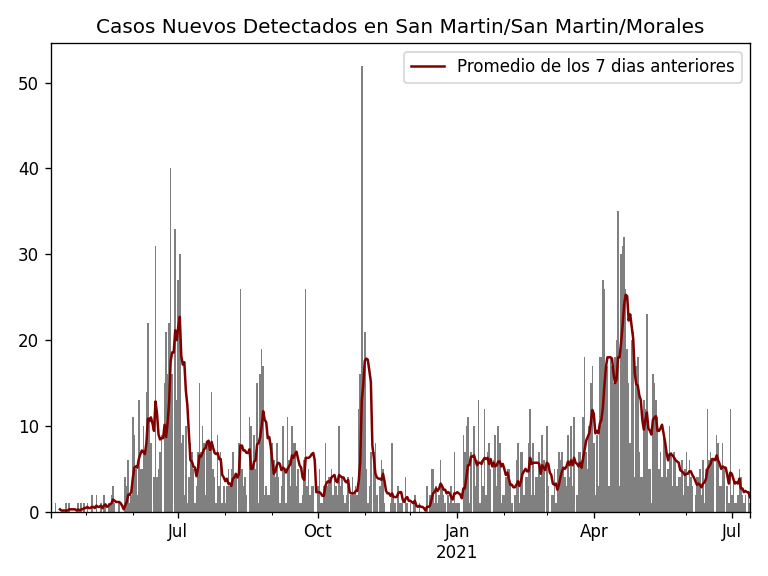 Casos Nuevos Detectados en San Martin/San Martin/Morales
Promedio de los 7 dias anteriores
50
40
30
20
10
0
Jul Oct Jan Apr Jul
2021